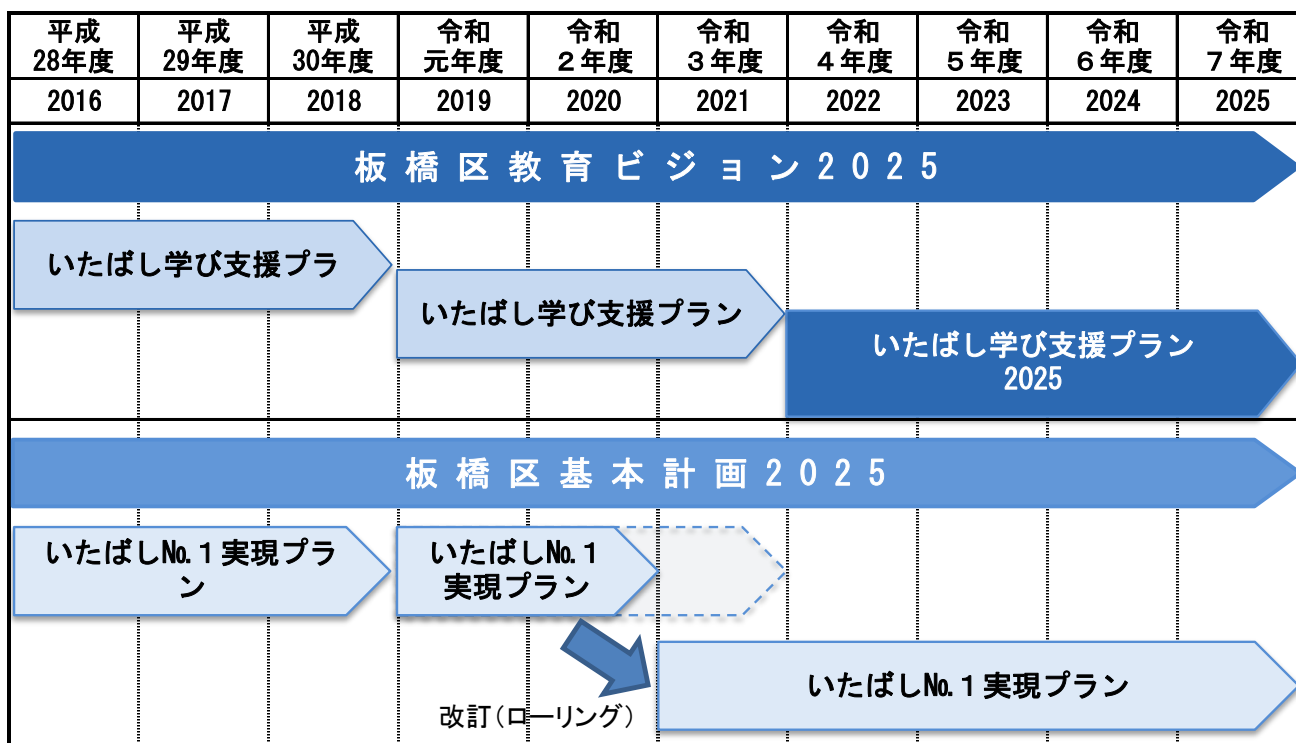 平成 平成 平成 令和 令和 令和 令和 令和 令和 令和
28年度 29年度 30年度 元年度 2年度 3年度 4年度 5年度 6年度 7年度
2016 2017 2018 2019 2020 2021 2022 2023 2024 2025
板橋区教育ビジョン2025
いたばし学び支援プラ
いたばし学び支援プラン
いたばし学び支援プラン
2025
板橋区基本計画2025
いたばし№1実現プラ
ン
いたばし№1
実現プラン
いたばし№1実現プラン
改訂(ローリング)